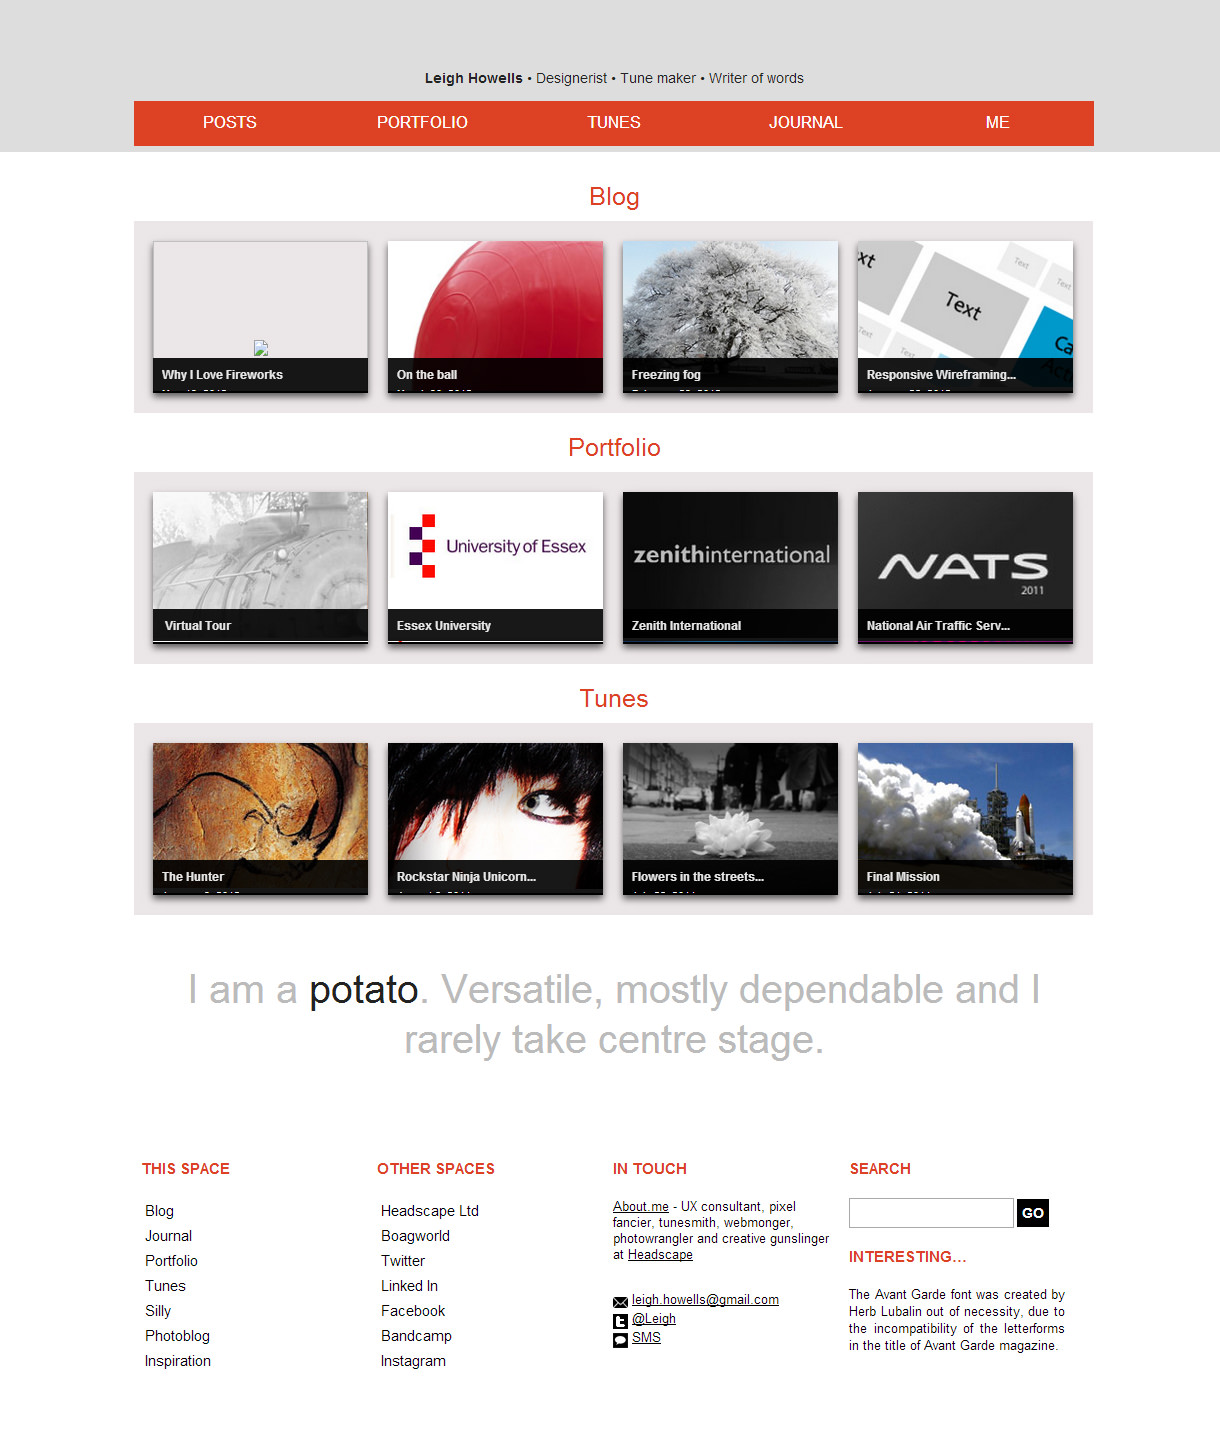 Leigh Howells • Designerist • Tune maker • Writer of words
POSTS PORTFOLIO TUNES JOURNAL ME
Blog
Text
Text
Text
Text
Why I Love Fireworks
On the ball
Freezing fog
Responsive Wireframing...
Portfolio
University of Essex
zenithinternational
NATS
2011
Virtual Tour
Essex University
Zenith International
National Air Traffic Serv...
Tunes
The Hunter
Rockstar Ninja Unicorn...
Flowers in the streets...
Final Mission
I am a potato. Versatile, mostly dependable and I
rarely take centre stage.
THIS SPACE
Blog
Journal
Portfolio
Tunes
Silly
Photoblog
Inspiration
OTHER SPACES
Headscape Ltd
Boagworld
Twitter
Linked In
Facebook
Bandcamp
Instagram
IN TOUCH
About.me - UX consultant, pixel
fancier, tunesmith, webmonger,
photowrangler and creative gunslinger
at Headscape
leigh.howells@gmail.com
@Leigh
SMS
SEARCH
GO
INTERESTING...
The Avant Garde font was created by
Herb Lubalin out of necessity, due to
the incompatibility of the letterforms
in the title of Avant Garde magazine.